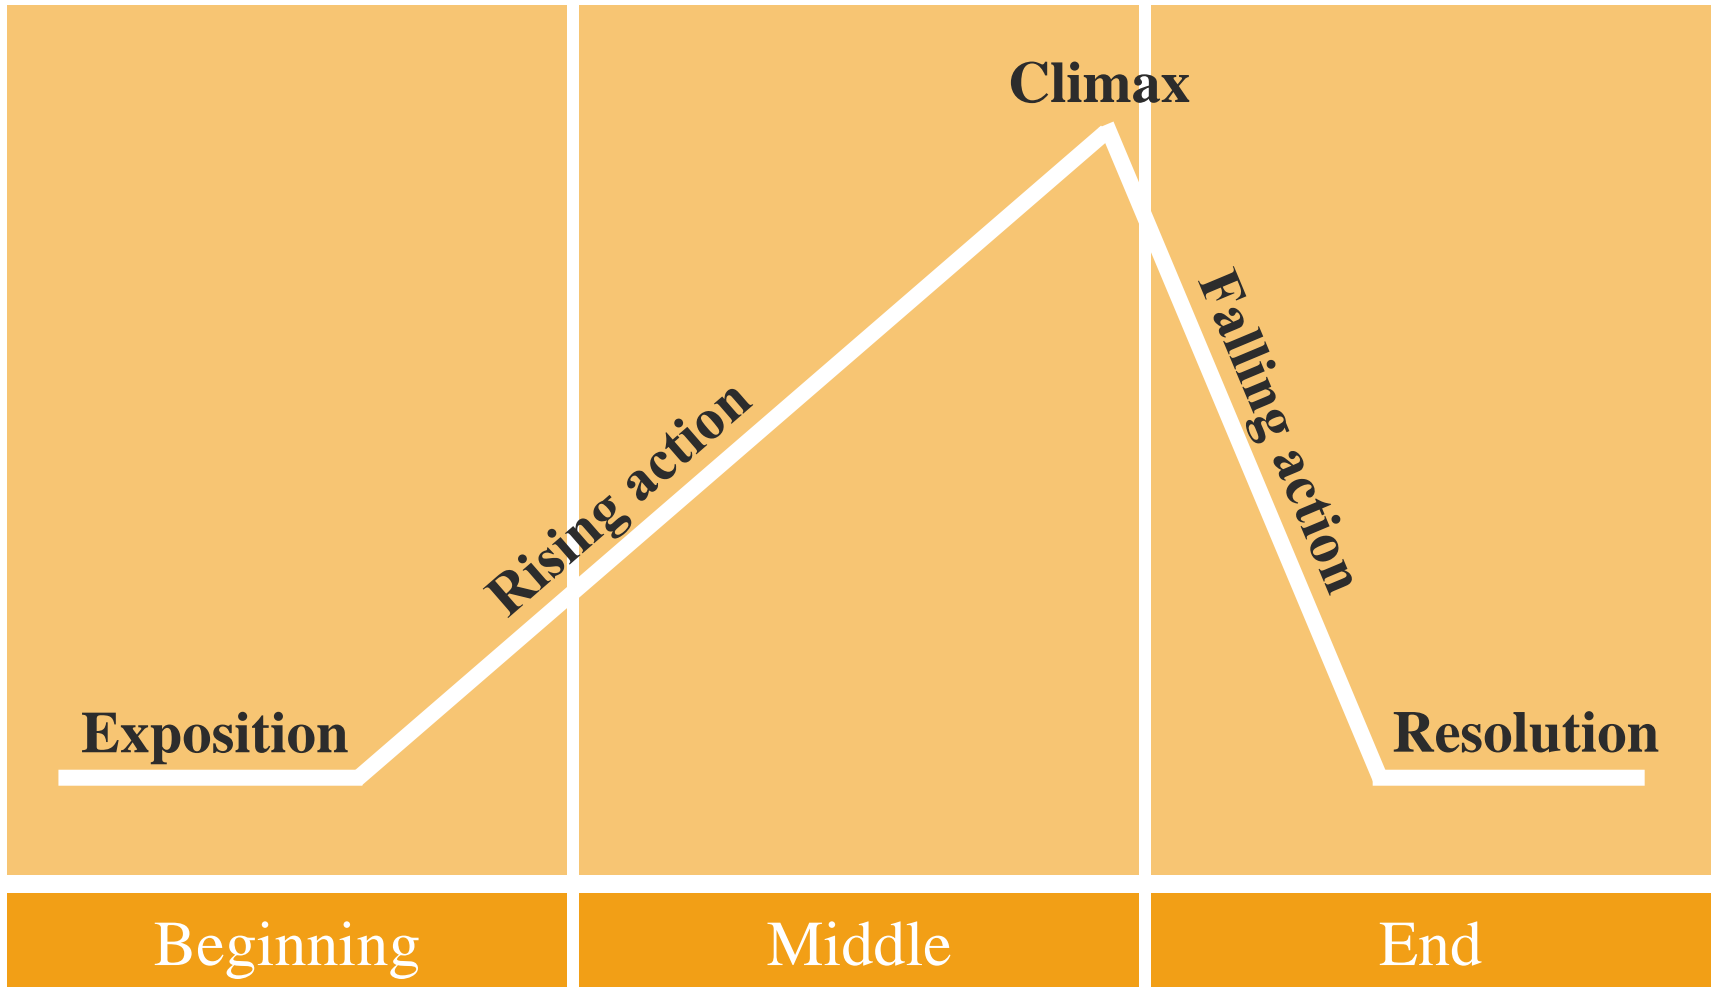 Climax
Rising action
Falling action
Exposition
Resolution
Beginning
Middle
End